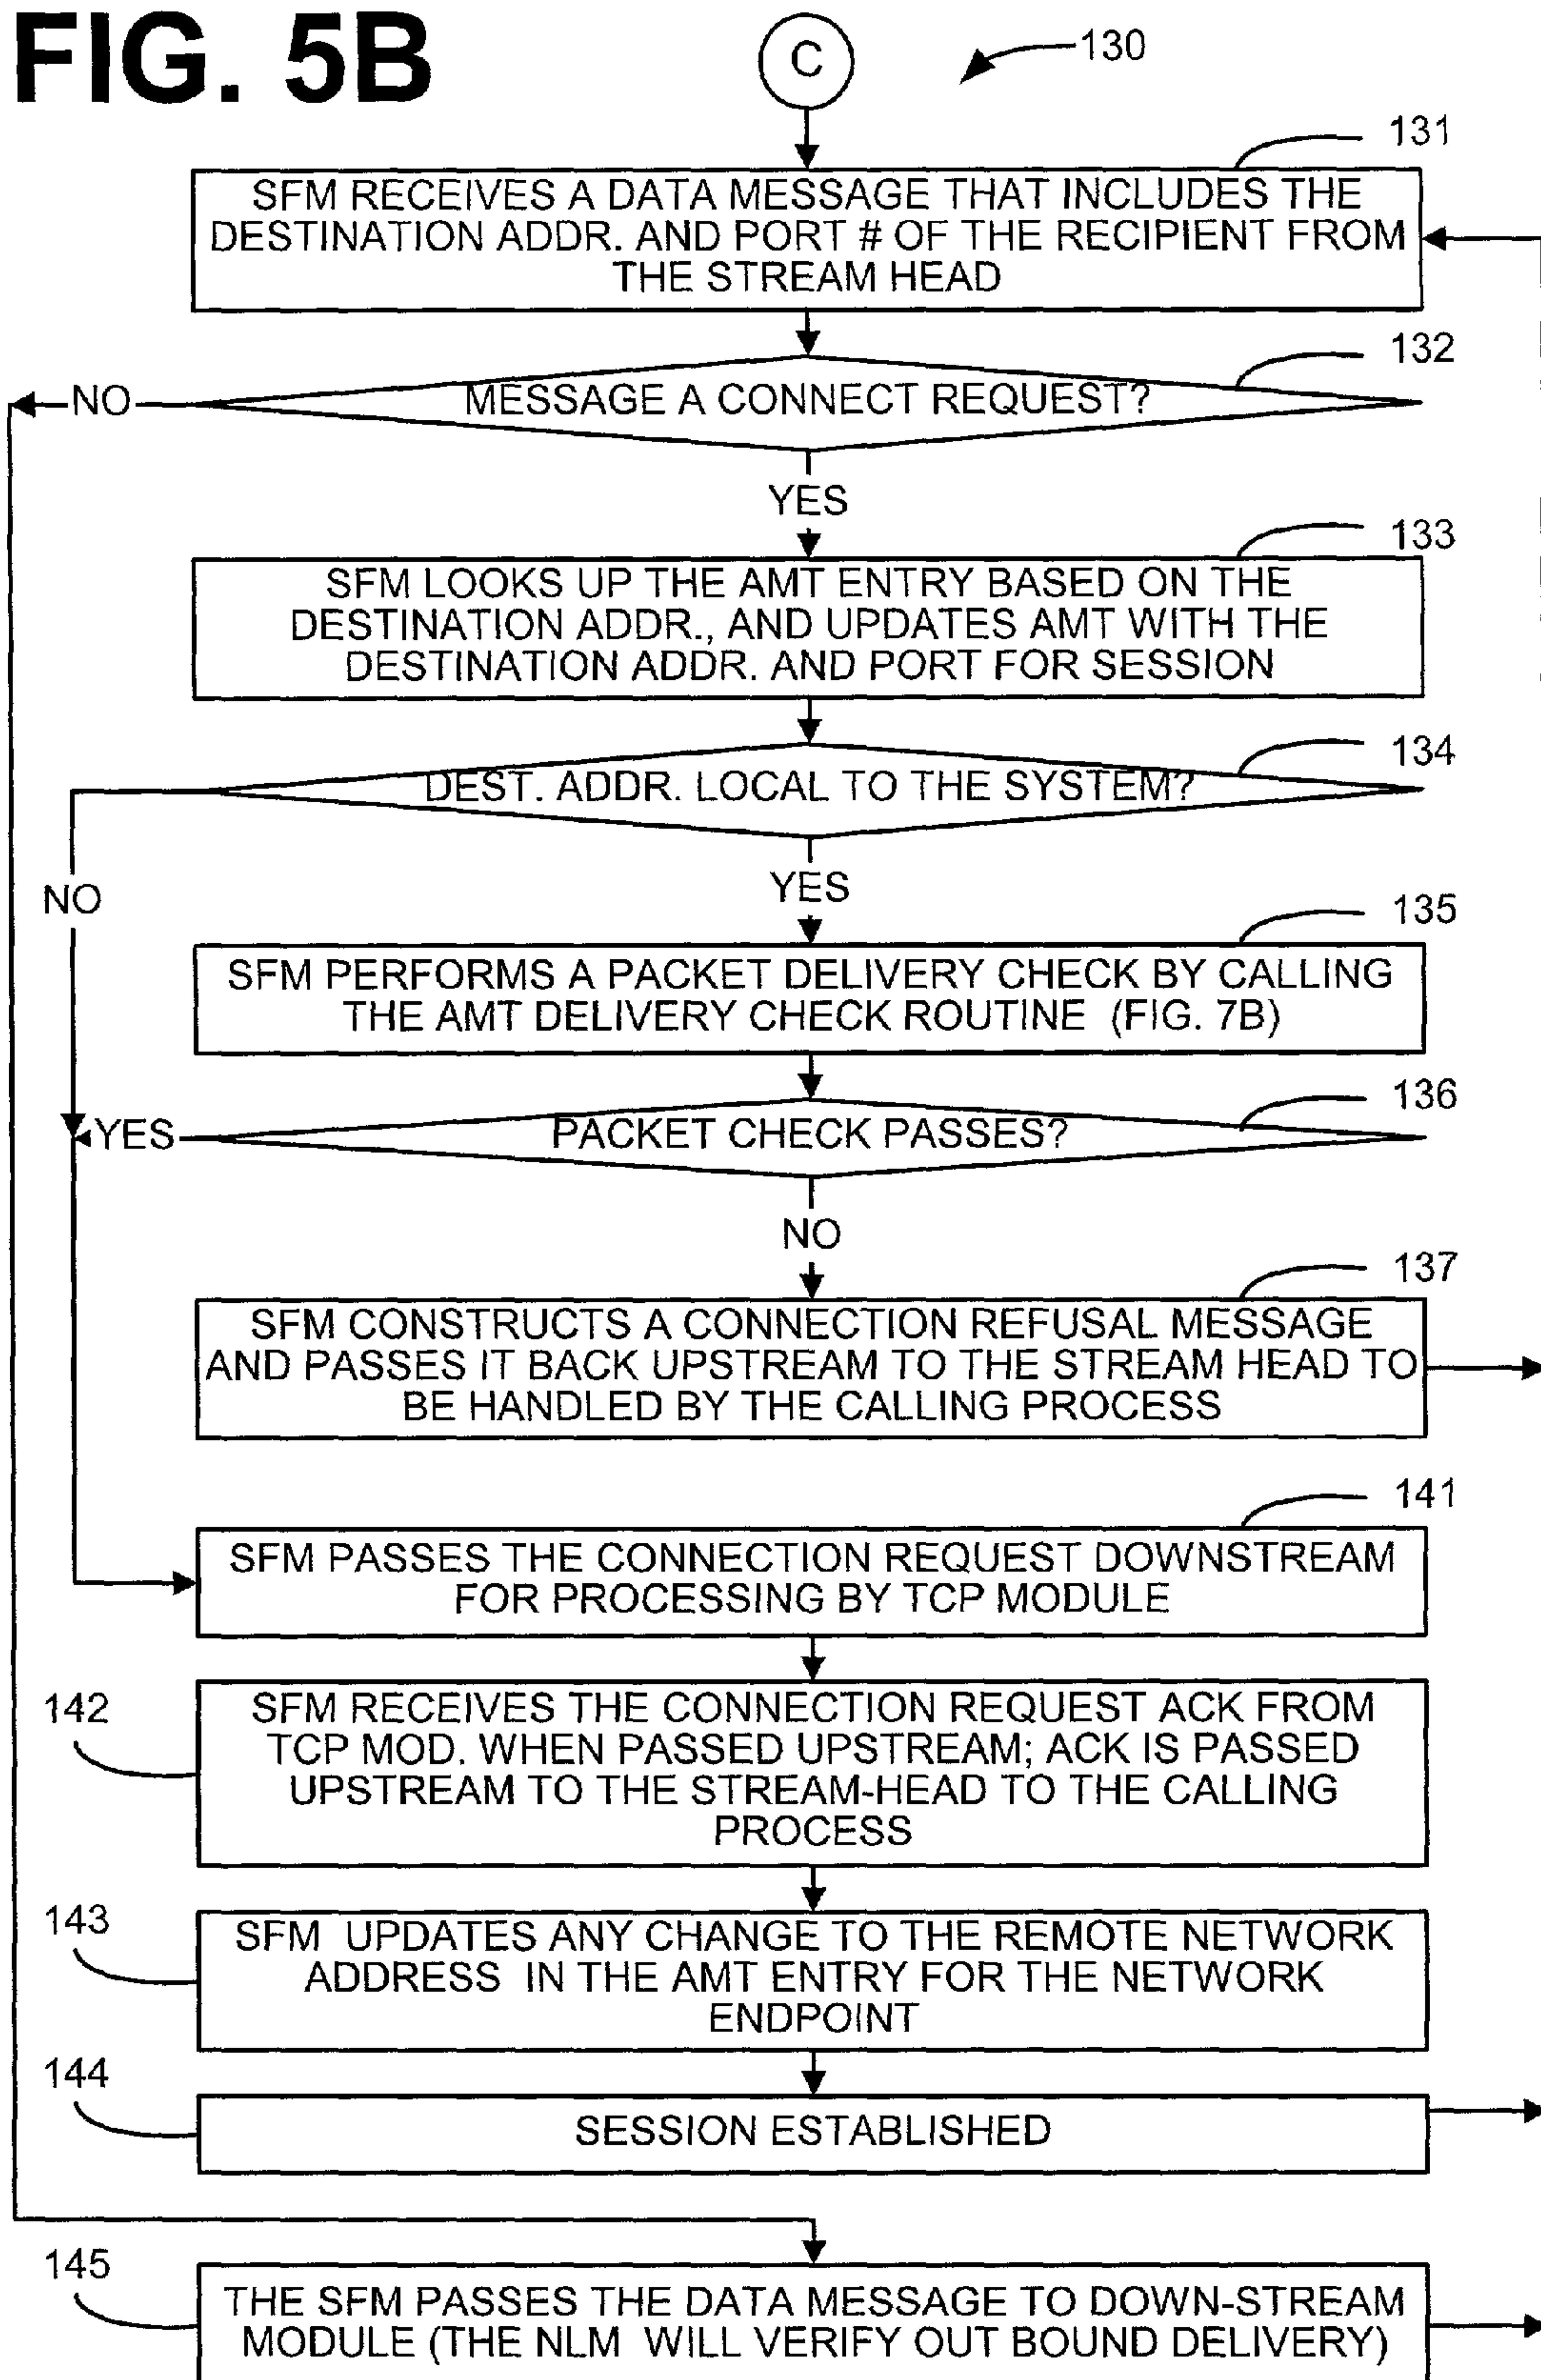 FIG. 5B
C
130
131
SFM RECEIVES A DATA MESSAGE THAT INCLUDES THE
DESTINATION ADDR. AND PORT # OF THE RECIPIENT FROM
THE STREAM HEAD
132
NO
MESSAGE A CONNECT REQUEST?
YES
133
SFM LOOKS UP THE AMT ENTRY BASED ON THE
DESTINATION ADDR., AND UPDATES AMT WITH THE
DESTINATION ADDR. AND PORT FOR SESSION
134
DEST. ADDR. LOCAL TO THE SYSTEM?
NO
YES
135
SFM PERFORMS A PACKET DELIVERY CHECK BY CALLING
THE AMT DELIVERY CHECK ROUTINE (FIG. 7B)
136
YES
PACKET CHECK PASSES?
NO
137
SFM CONSTRUCTS A CONNECTION REFUSAL MESSAGE
AND PASSES IT BACK UPSTREAM TO THE STREAM HEAD TO
BE HANDLED BY THE CALLING PROCESS
141
SFM PASSES THE CONNECTION REQUEST DOWNSTREAM
FOR PROCESSING BY TCP MODULE
142
SFM RECEIVES THE CONNECTION REQUEST ACK FROM
TCP MOD. WHEN PASSED UPSTREAM; ACK IS PASSED
UPSTREAM TO THE STREAM-HEAD TO THE CALLING
PROCESS
143
SFM UPDATES ANY CHANGE TO THE REMOTE NETWORK
ADDRESS IN THE AMT ENTRY FOR THE NETWORK
ENDPOINT
144
SESSION ESTABLISHED
145
THE SFM PASSES THE DATA MESSAGE TO DOWN-STREAM
MODULE (THE NLM WILL VERIFY OUT BOUND DELIVERY)